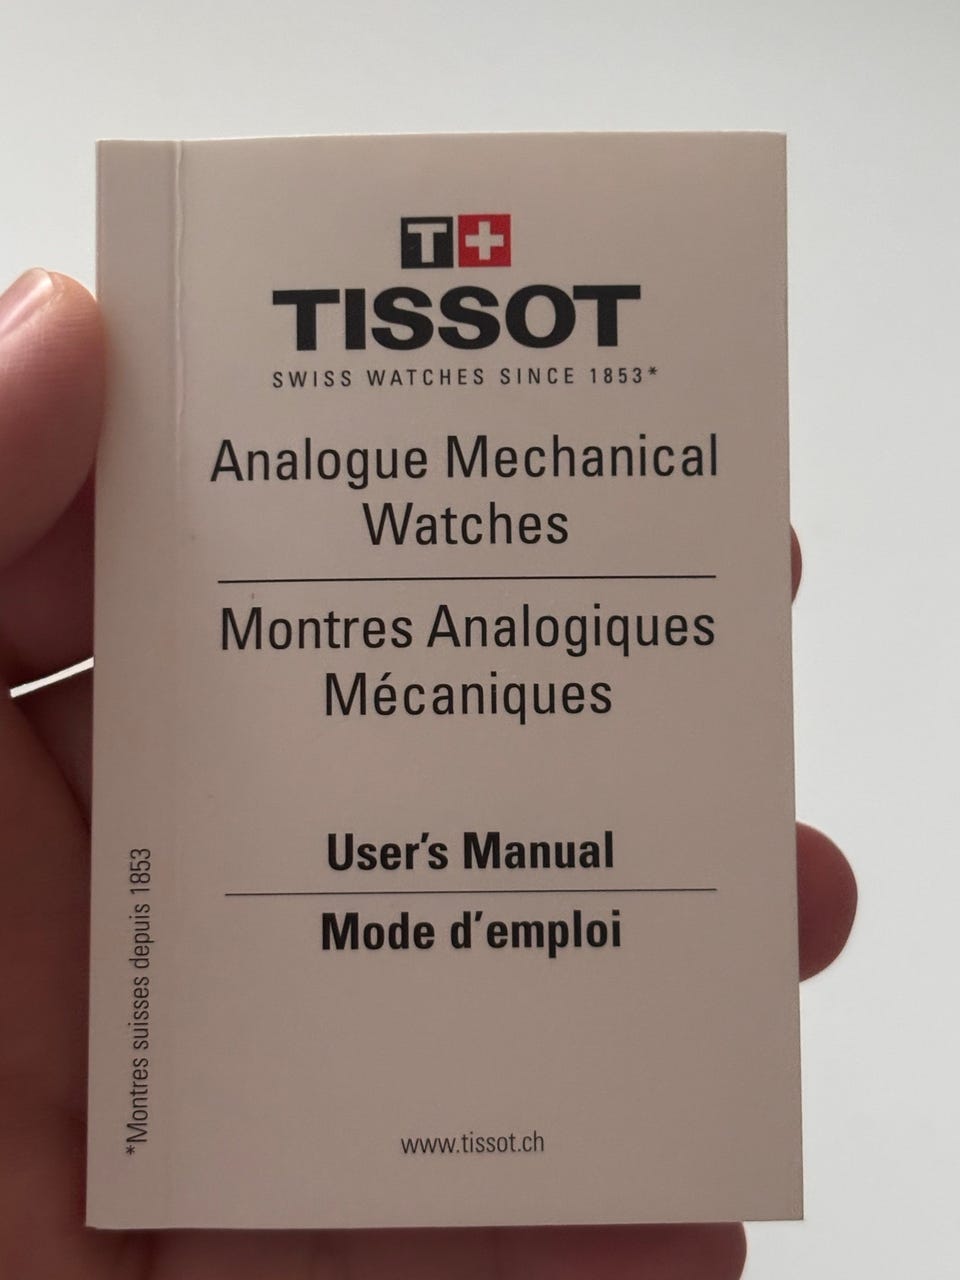 T+
TISSOT
SWISS WATCHES SINCE 1853*
Analogue Mechanical
Watches
Montres Analogiques
Mécaniques
User’s Manual
Mode d’emploi
*Montres suisses depuis 1853
www.tissot.ch